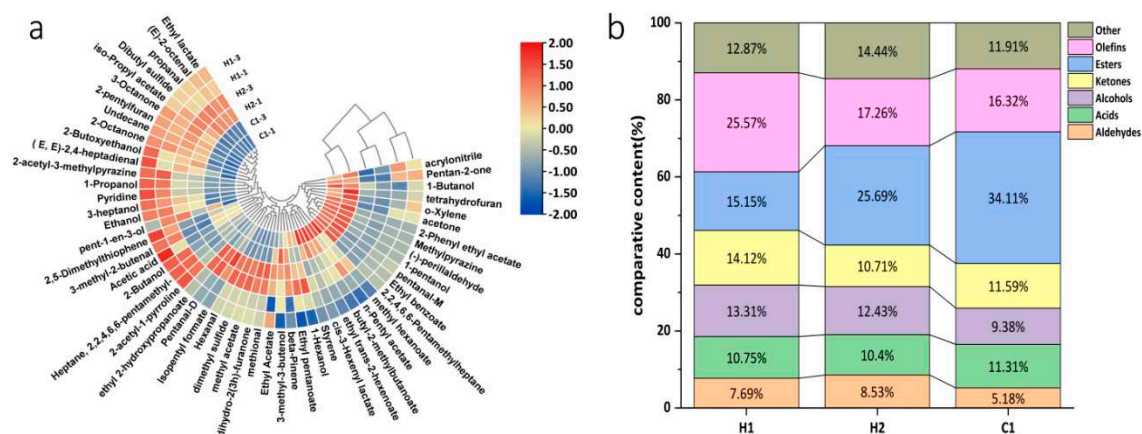 a
H1-3
H1-1
H2-3
H2-1
C1-3
C1-1
2.00
1.50
1.00
0.50
0.00
-0.50
-1.00
-1.50
-2.00
Ethyl lactate
(E)-2-octenal
propanal
Dibutyl sulfide
iso-Propyl acetate
3-Octanone
2-pentylfuran
Undecane
2-Octanone
2-Butoxyethanol
( E, E)-2,4-heptadienal
2-acetyl-3-methylpyrazine
1-Propanol
Pyridine
3-heptanol
Ethanol
pent-1-en-3-ol
2,5-Dimethylthiophene
3-methyl-2-butenal
Acetic acid
2-Butanol
Heptane, 2,2,4,6,6-pentamethyl
2-acetyl-1-pyrroline
ethyl 2-hydroxypropanoate
Pentanal-D
Isopentyl formate
Hexanal
dimethyl sulfide
methyl acetate
dihydro-2(3h)-furanone
methional
Ethyl Acetate
3-methyl-3-butenol
beta-Pinene
Ethyl pentanoate
1-Hexanol
Styrene
cis-3-Hexenyl lactate
ethyl trans-2-hexenoate
butyl-2-methylbutanoate
n-Pentyl acetate
methyl hexanoate
2,2,4,6,6-Pentamethylheptane
Ethyl benzoate
pentanal-M
1-pentanol
(-)-perillaldehyde
Methylpyrazine
2-Phenyl ethyl acetate
acetone
o-Xylene
tetrahydrofuran
1-Butanol
Pentan-2-one
acrylonitrile
b
comparative content(%)
100
80
60
40
20
0
12.87%
25.57%
15.15%
14.12%
13.31%
10.75%
7.69%
14.44%
17.26%
25.69%
10.71%
12.43%
10.4%
8.53%
11.91%
16.32%
34.11%
11.59%
9.38%
11.31%
5.18%
H1
H2
C1
Other
Olefins
Esters
Ketones
Alcohols
Acids
Aldehydes